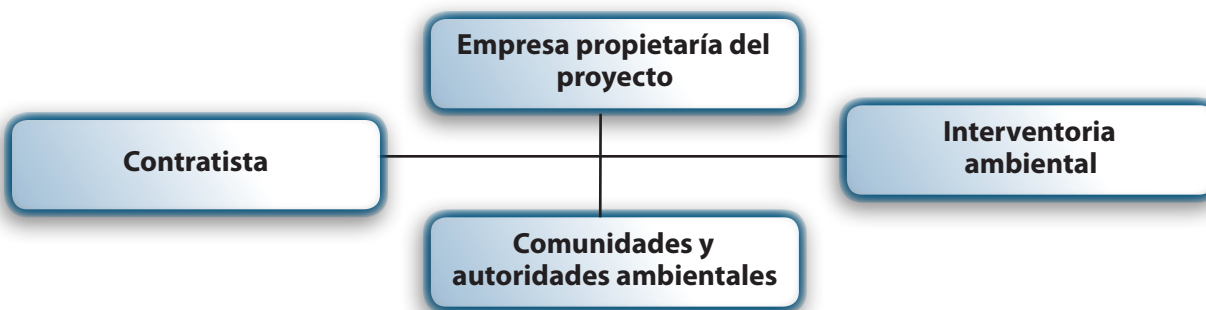 Empresa propietaría del
proyecto
Contratista
Interventoria
ambiental
Comunidades y
autoridades ambientales